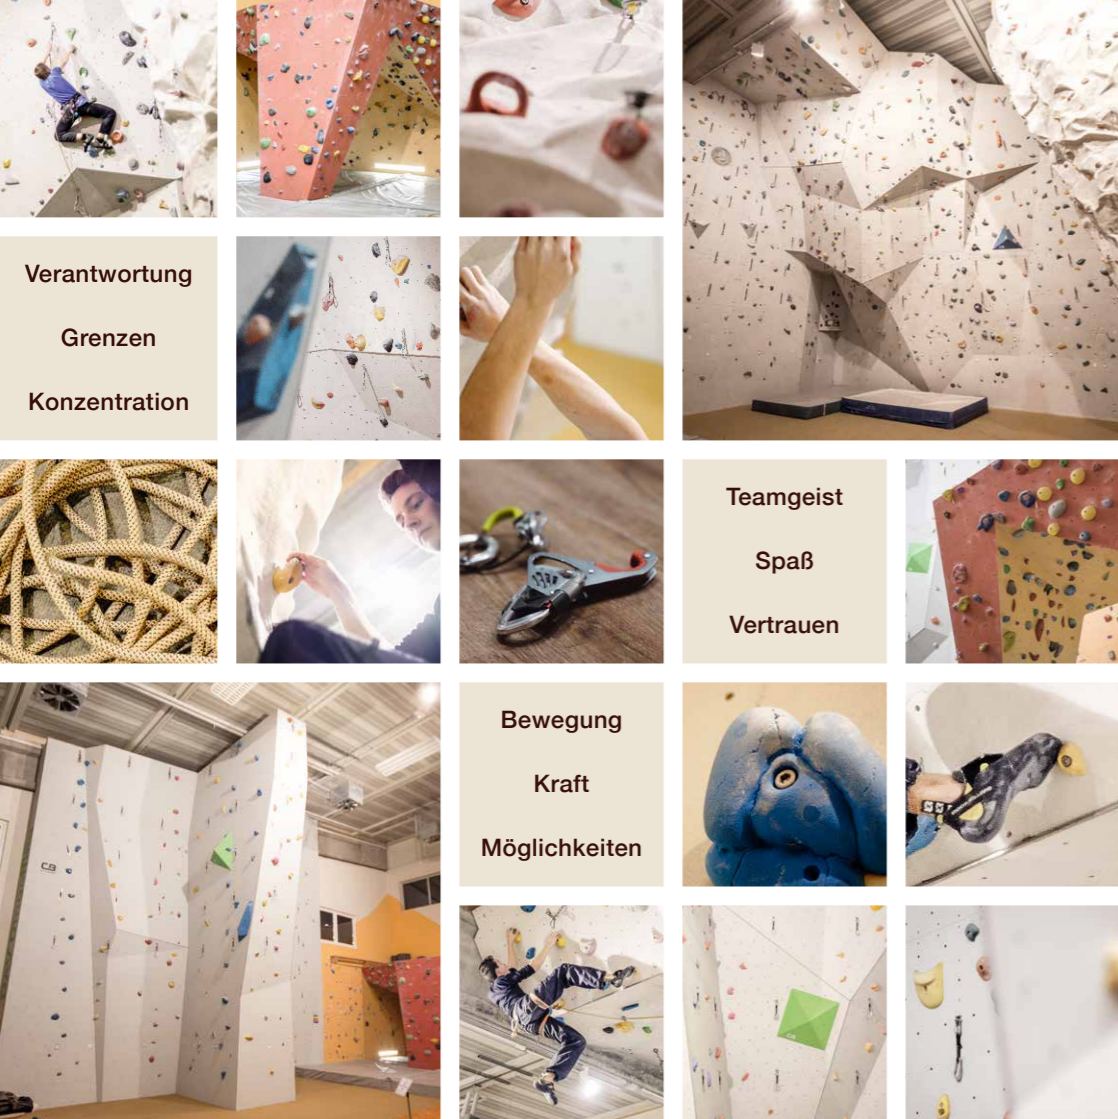 Verantwortung
Grenzen
Konzentration
Teamgeist
Spaß
Vertrauen
Bewegung
Kraft
Möglichkeiten